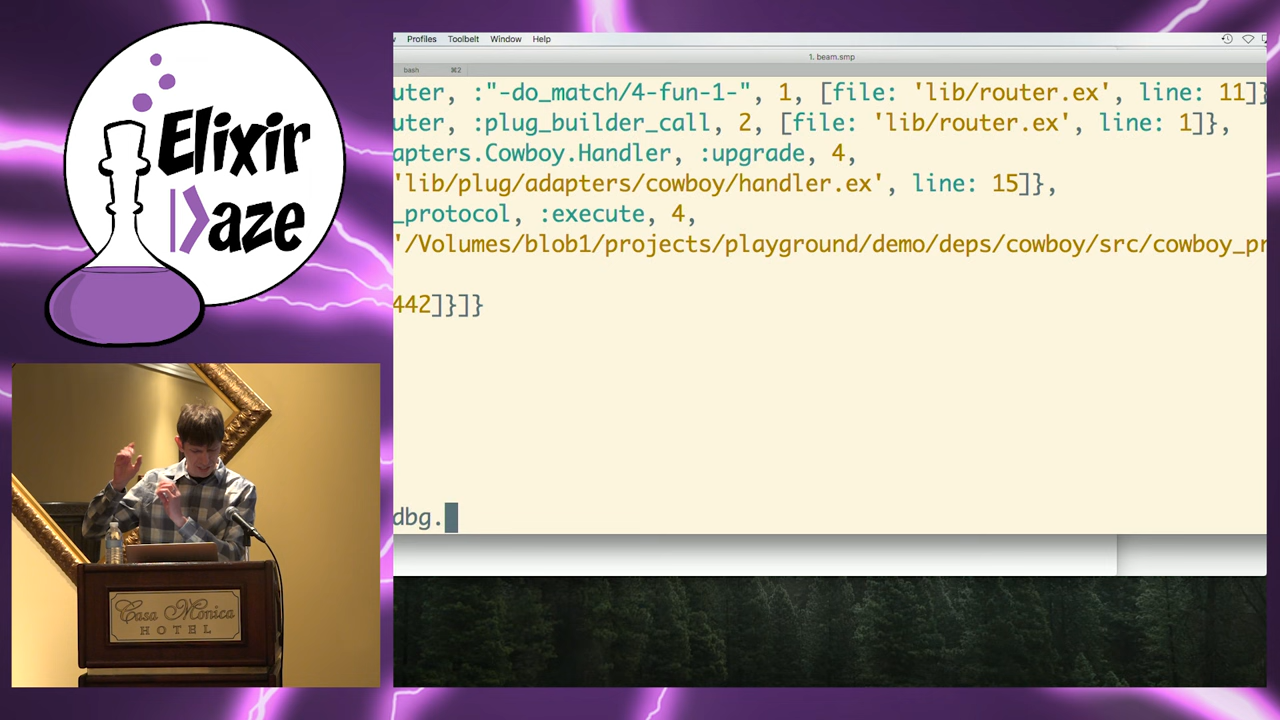 Elixir
Daze
Profiles Toolbelt Window Help
1. beam.smp
bash ⌘2
uter, :"-do_match/4-fun-1-", 1, [file: 'lib/router.ex', line: 11]}
uter, :plug_builder_call, 2, [file: 'lib/router.ex', line: 1]},
apters.Cowboy.Handler, :upgrade, 4,
'lib/plug/adapters/cowboy/handler.ex', line: 15]},
_protocol, :execute, 4,
'/Volumes/blob1/projects/playground/demo/deps/cowboy/src/cowboy_pr
442]}]}
dbg.
Casa Monica
HOTEL